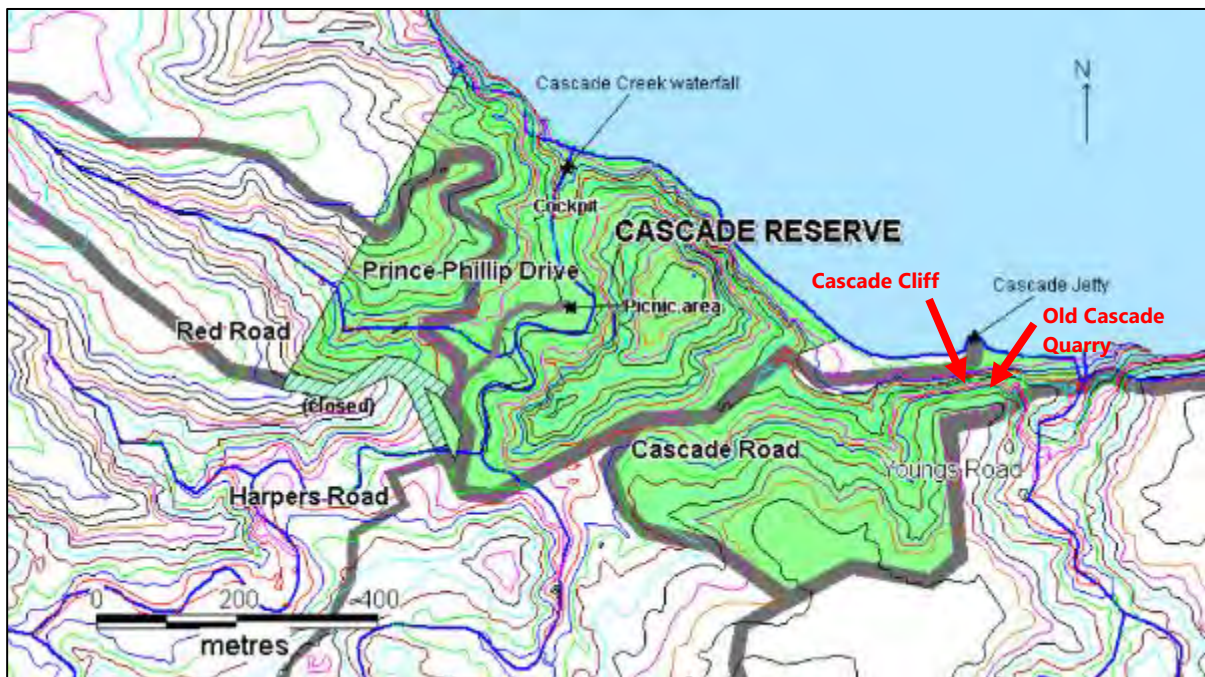 Cascade Creek waterfall
N
Cockpit
CASCADE RESERVE
Prince Phillip Drive
Cascade Cliff
Cascade Jetty
Picnic area
Old Cascade
Quarry
Red Road
(closed)
Cascade Road
Youngs Road
Harpers Road
0 200 400
metres